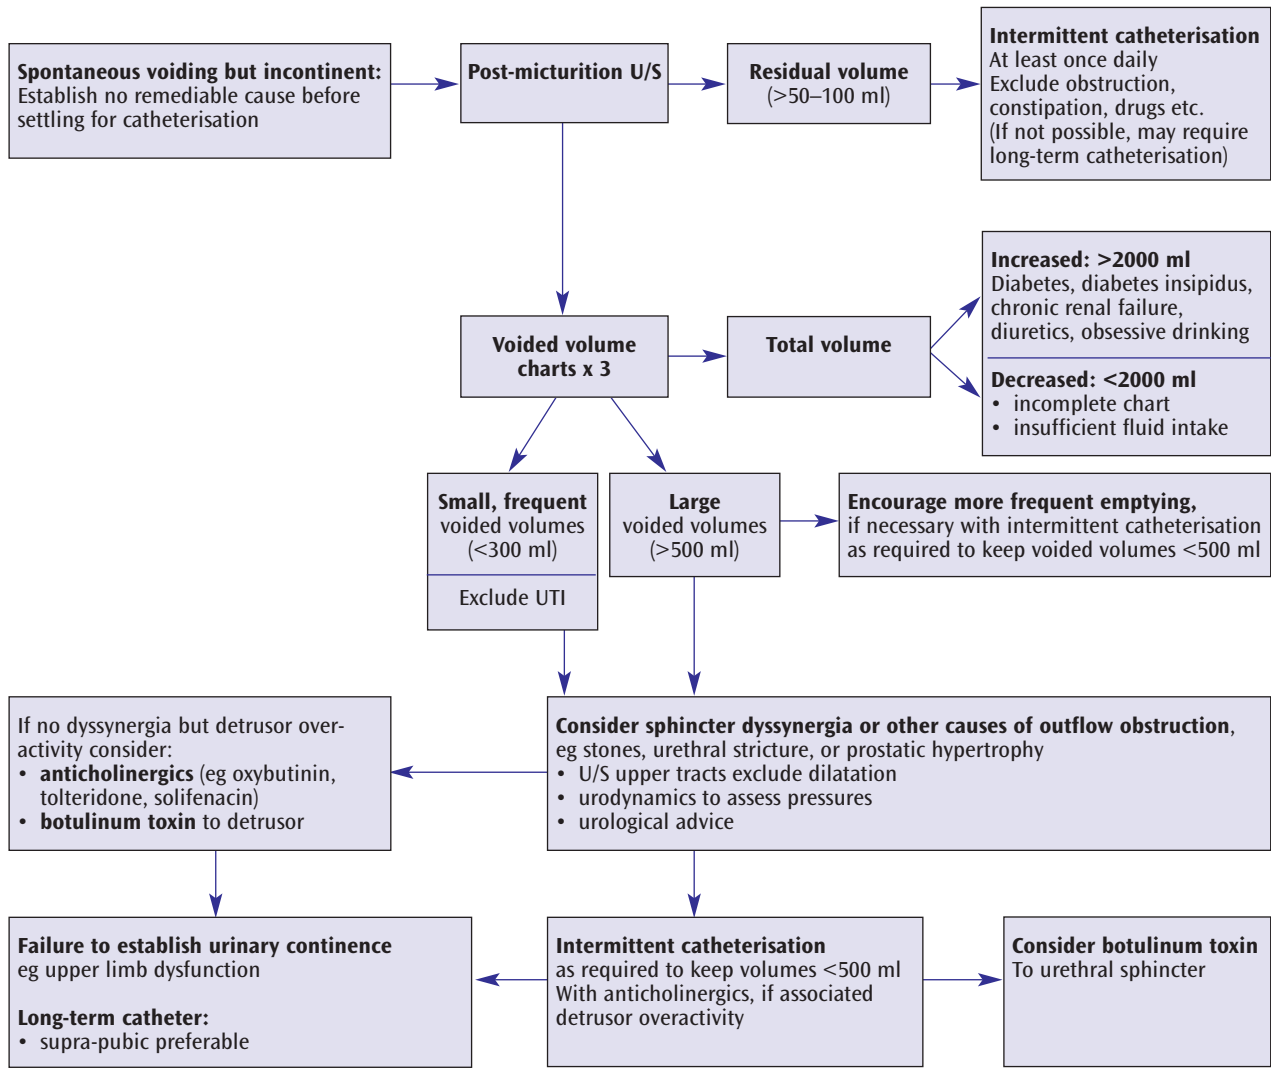 Spontaneous voiding but incontinent:
Establish no remediable cause before
settling for catheterisation
Post-micturition U/S
Residual volume
(>50–100 ml)
Intermittent catheterisation
At least once daily
Exclude obstruction,
constipation, drugs etc.
(If not possible, may require
long-term catheterisation)
Voided volume
charts x 3
Total volume
Increased: >2000 ml
Diabetes, diabetes insipidus,
chronic renal failure,
diuretics, obsessive drinking
Decreased: <2000 ml
• incomplete chart
• insufficient fluid intake
Small, frequent
voided volumes
(<300 ml)
Exclude UTI
Large
voided volumes
(>500 ml)
Encourage more frequent emptying,
if necessary with intermittent catheterisation
as required to keep voided volumes <500 ml
If no dyssynergia but detrusor over-
activity consider:
• anticholinergics (eg oxybutinin,
tolteridone, solifenacin)
• botulinum toxin to detrusor
Consider sphincter dyssynergia or other causes of outflow obstruction,
eg stones, urethral stricture, or prostatic hypertrophy
• U/S upper tracts exclude dilatation
• urodynamics to assess pressures
• urological advice
Failure to establish urinary continence
eg upper limb dysfunction
Long-term catheter:
• supra-pubic preferable
Intermittent catheterisation
as required to keep volumes <500 ml
With anticholinergics, if associated
detrusor overactivity
Consider botulinum toxin
To urethral sphincter